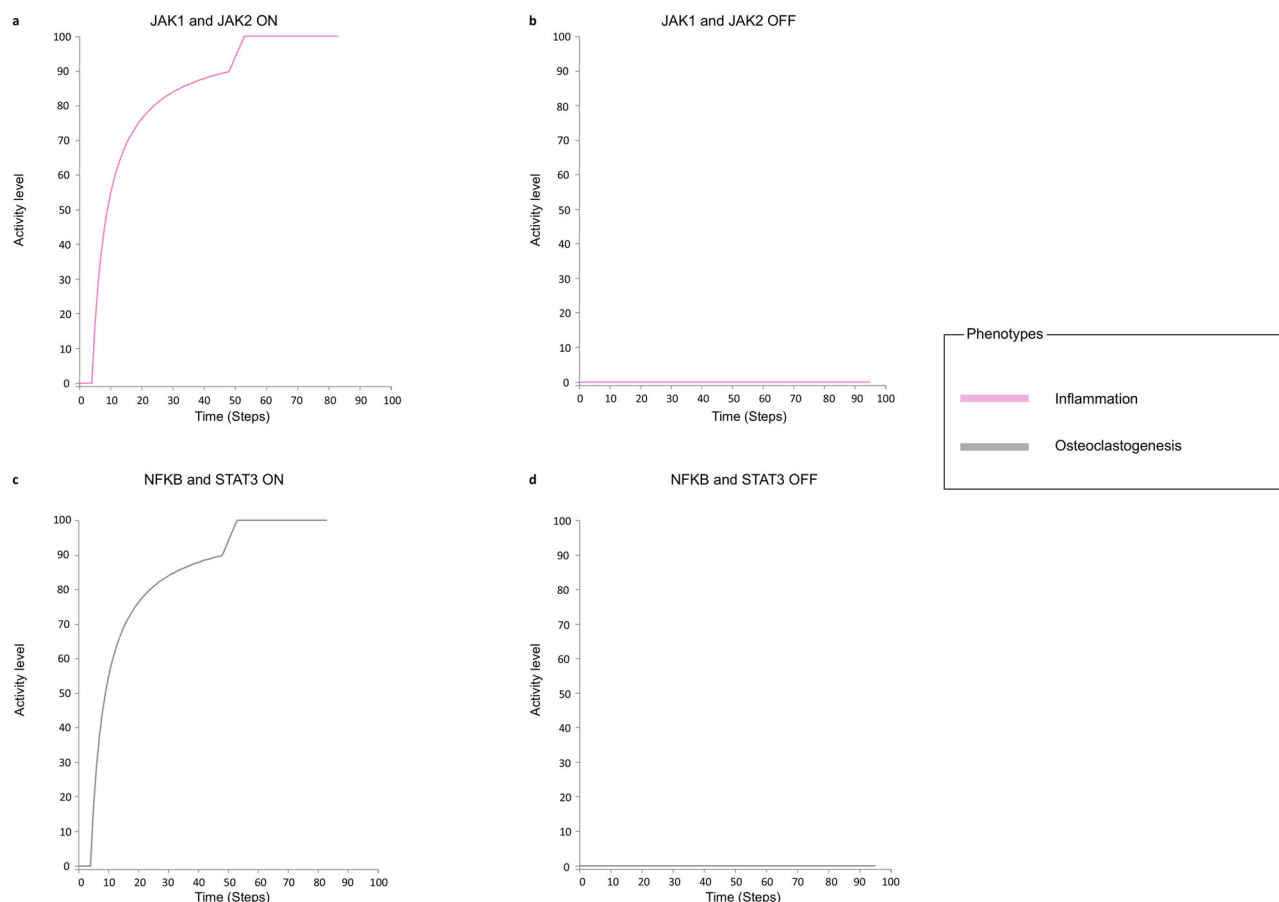 a
JAK1 and JAK2 ON
100
90
80
70
60
50
40
30
20
10
0
Activity level
0 10 20 30 40 50 60 70 80 90 100
Time (Steps)
b
JAK1 and JAK2 OFF
100
90
80
70
60
50
40
30
20
10
0
Activity level
0 10 20 30 40 50 60 70 80 90 100
Time (Steps)
Phenotypes
Inflammation
Osteoclastogenesis
c
NFKB and STAT3 ON
100
90
80
70
60
50
40
30
20
10
0
Activity level
0 10 20 30 40 50 60 70 80 90 100
Time (Steps)
d
NFKB and STAT3 OFF
100
90
80
70
60
50
40
30
20
10
0
Activity level
0 10 20 30 40 50 60 70 80 90 100
Time (Steps)